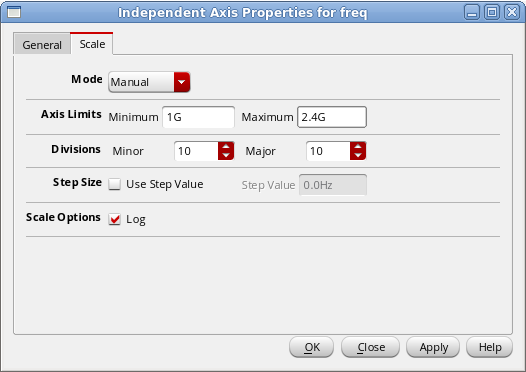 Independent Axis Properties for freq
General Scale
Mode Manual
Axis Limits Minimum 1G Maximum 2.4G
Divisions Minor 10 Major 10
Step Size Use Step Value Step Value 0.0Hz
Scale Options Log
OK Close Apply Help